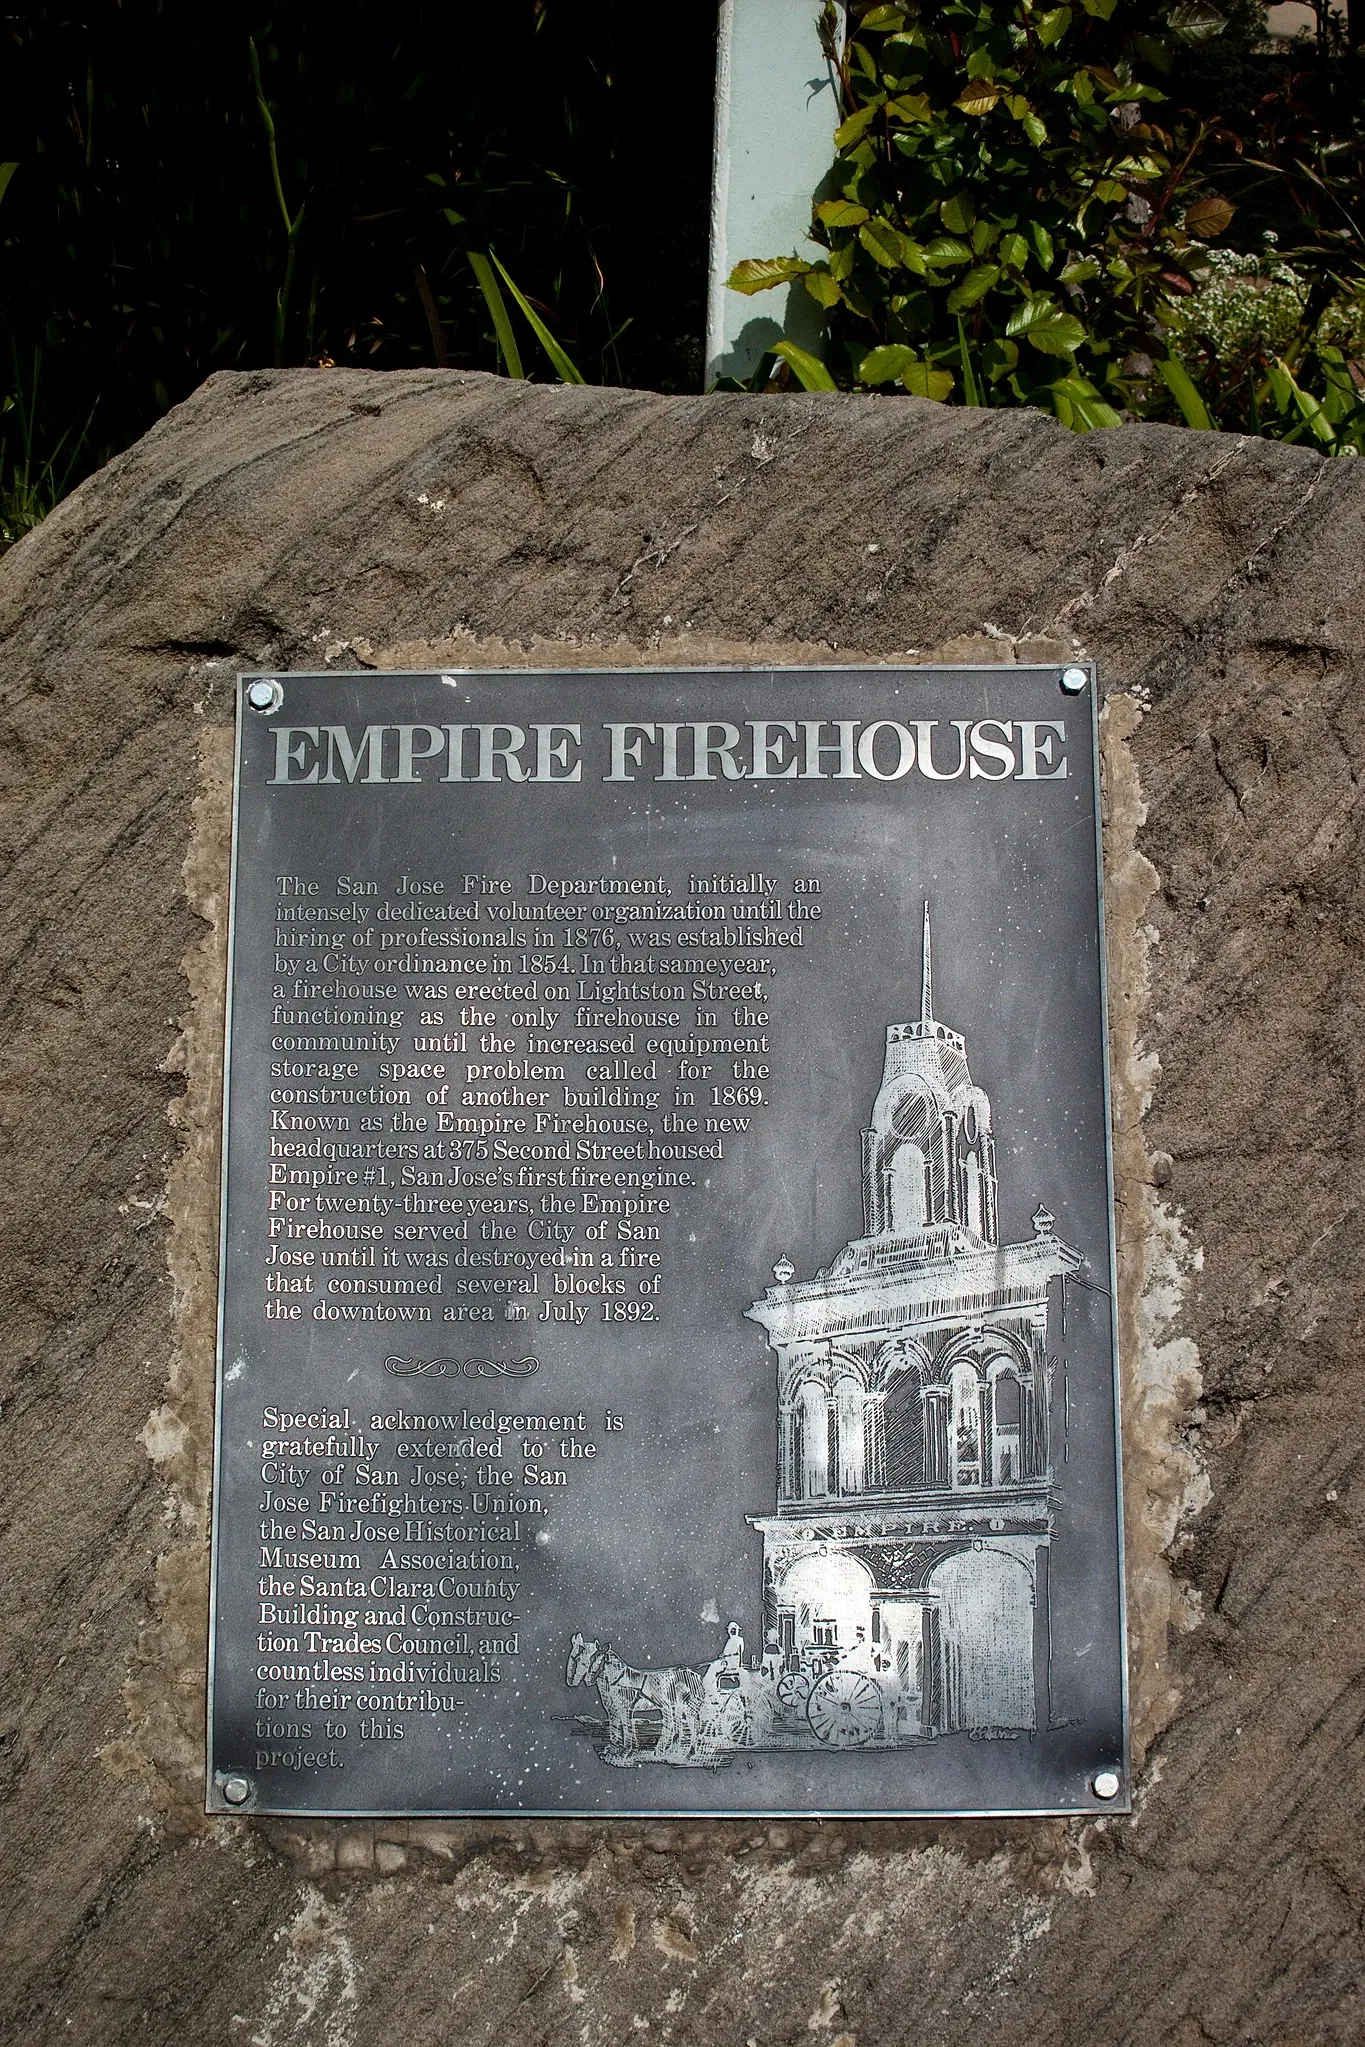 EMPIRE FIREHOUSE
The San Jose Fire Department, initially an
intensely dedicated volunteer organization until the
hiring of professionals in 1876, was established
by a City ordinance in 1854. In that same year,
a firehouse was erected on Lightston Street,
functioning as the only firehouse in the
community until the increased equipment
storage space problem called for the
construction of another building in 1869.
Known as the Empire Firehouse, the new
headquarters at 375 Second Street housed
Empire #1, San Jose's first fire engine.
For twenty-three years, the Empire
Firehouse served the City of San
Jose until it was destroyed in a fire
that consumed several blocks of
the downtown area in July 1892.
Special acknowledgement is
gratefully extended to the
City of San Jose, the San
Jose Firefighters Union,
the San Jose Historical
Museum Association,
the Santa Clara County
Building and Construc-
tion Trades Council, and
countless individuals
for their contribu-
tions to this
project.
EMPIRE